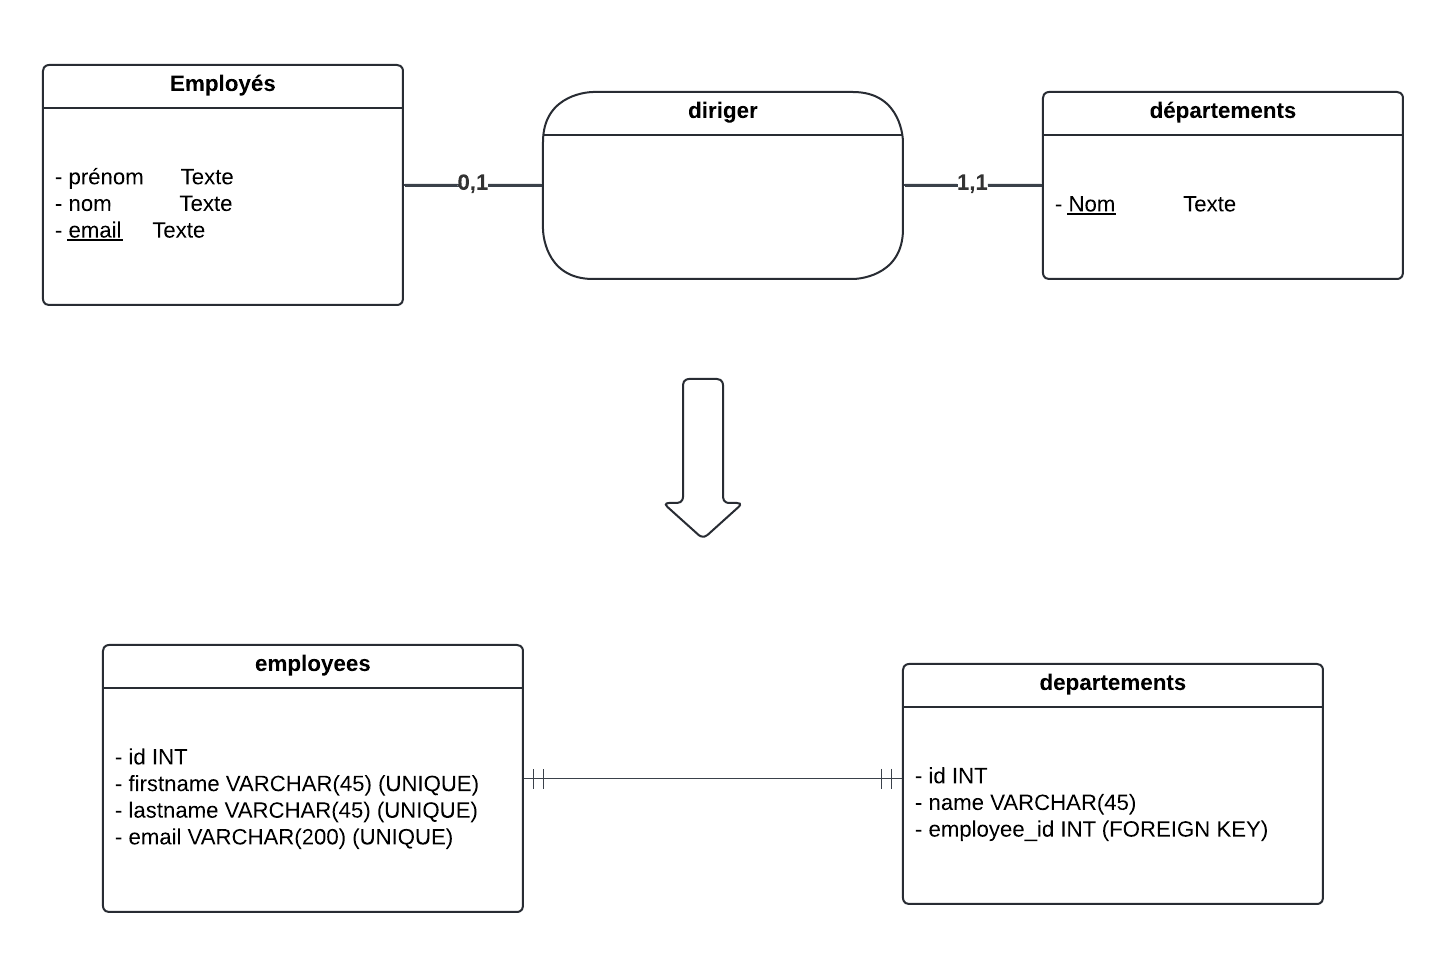 Employés
- prénom Texte
- nom Texte
- email Texte
0,1
diriger
1,1
départements
- Nom Texte
employees
- id INT
- firstname VARCHAR(45) (UNIQUE)
- lastname VARCHAR(45) (UNIQUE)
- email VARCHAR(200) (UNIQUE)
departements
- id INT
- name VARCHAR(45)
- employee_id INT (FOREIGN KEY)